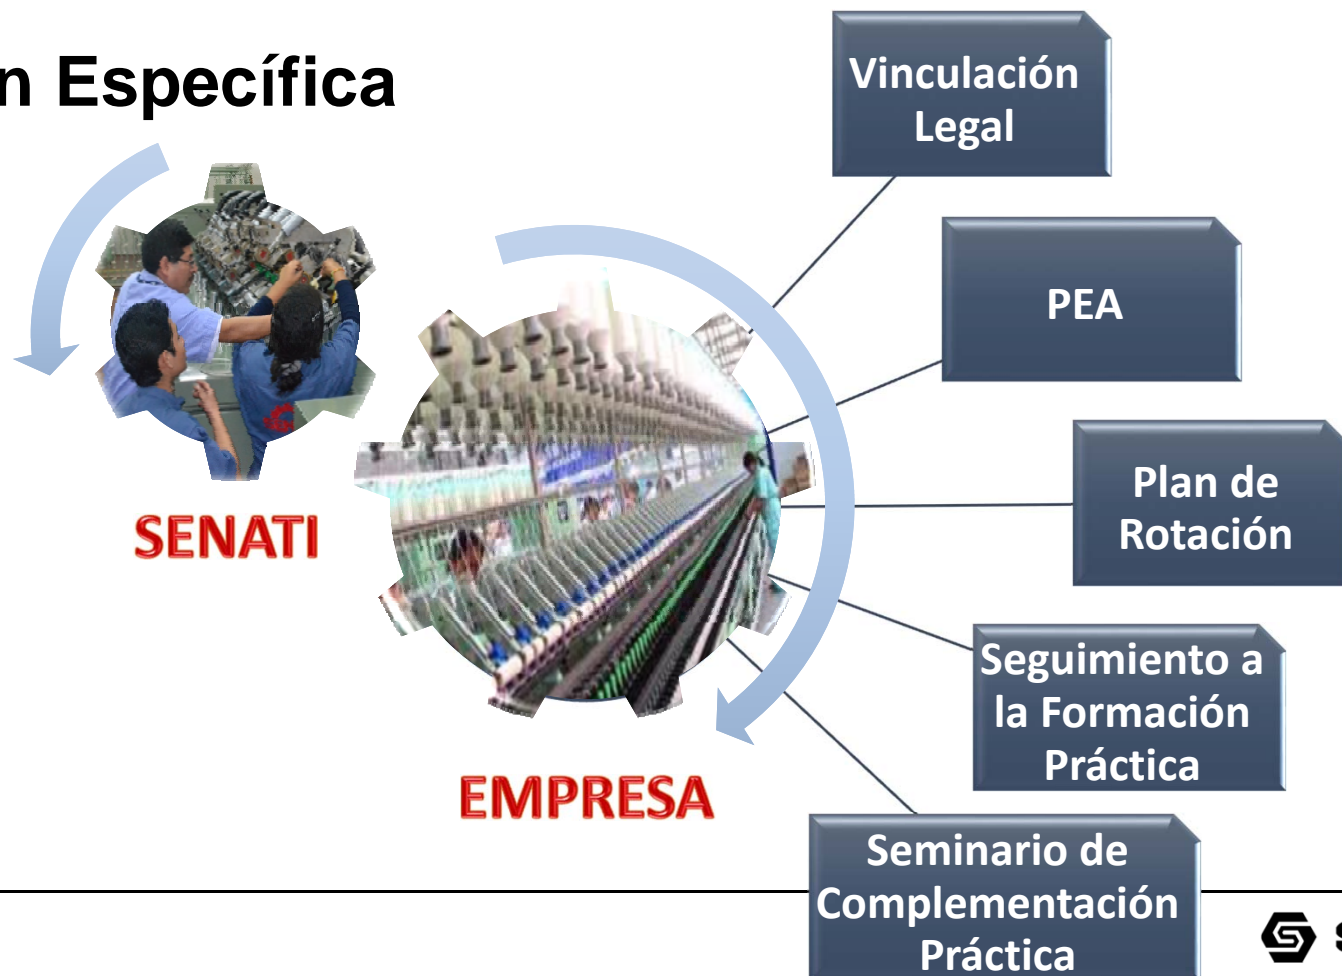 n Específica
Vinculación
Legal
PEA
Plan de
Rotación
SENATI
Seguimiento a
la Formación
Práctica
EMPRESA
Seminario de
Complementación
Práctica
S